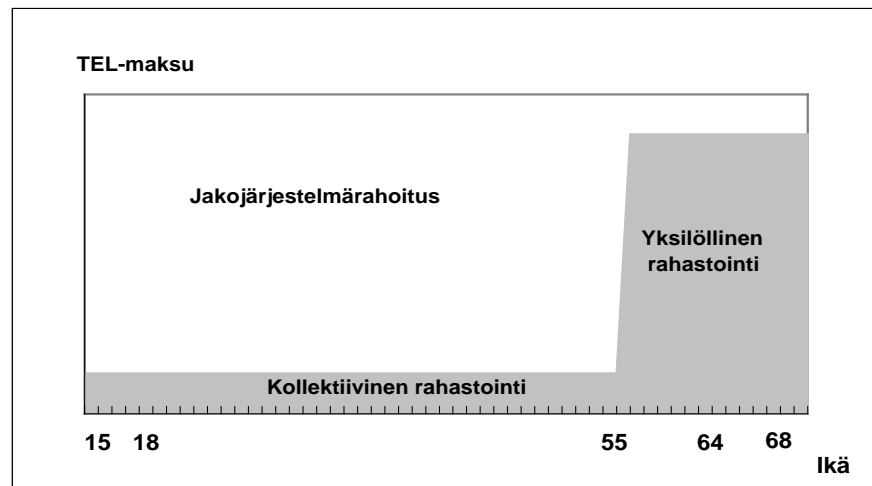 TEL-maksu
Jakojärjestelmärahoitus
Yksilöllinen
rahastointi
Kollektiivinen rahastointi
15 18 55 64 68
Ikä